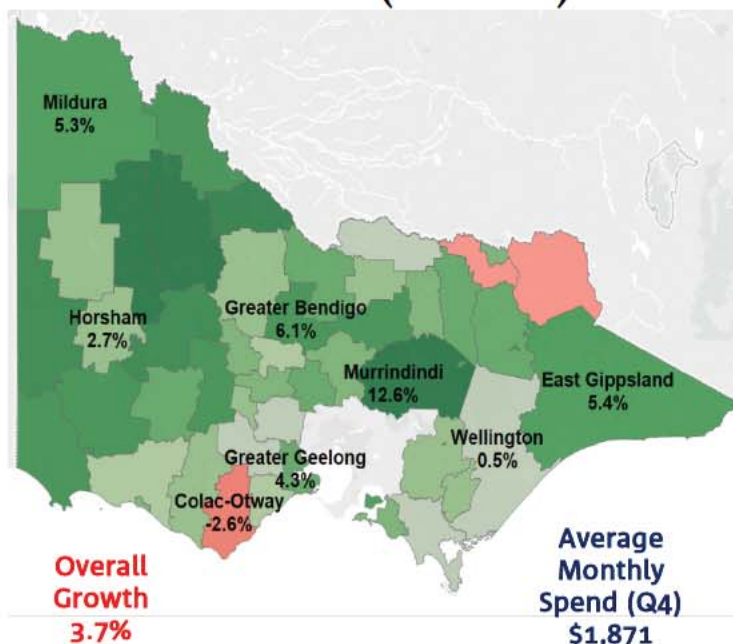 Mildura
5.3%
Horsham
2.7%
Greater Bendigo
6.1%
Murrindindi
12.6%
East Gippsland
5.4%
Wellington
0.5%
Greater Geelong
4.3%
Colac-Otway
-2.6%
Overall
Growth
3.7%
Average
Monthly
Spend (Q4)
$1,871